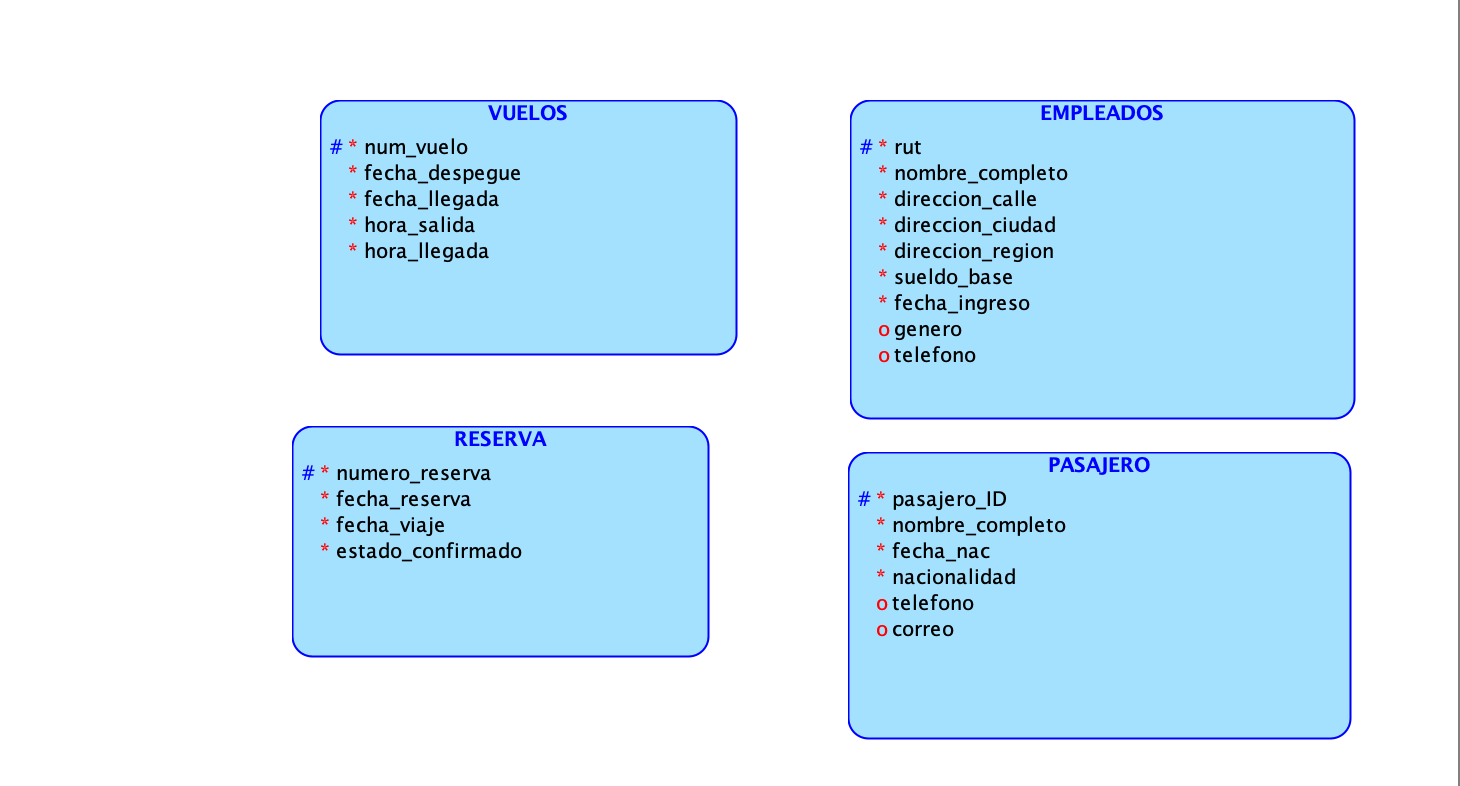 VUELOS
# * num_vuelo
* fecha_despegue
* fecha_llegada
* hora_salida
* hora_llegada
EMPLEADOS
# * rut
* nombre_completo
* direccion_calle
* direccion_ciudad
* direccion_region
* sueldo_base
* fecha_ingreso
o genero
o telefono
RESERVA
# * numero_reserva
* fecha_reserva
* fecha_viaje
* estado_confirmado
PASAJERO
# * pasajero_ID
* nombre_completo
* fecha_nac
* nacionalidad
o telefono
o correo